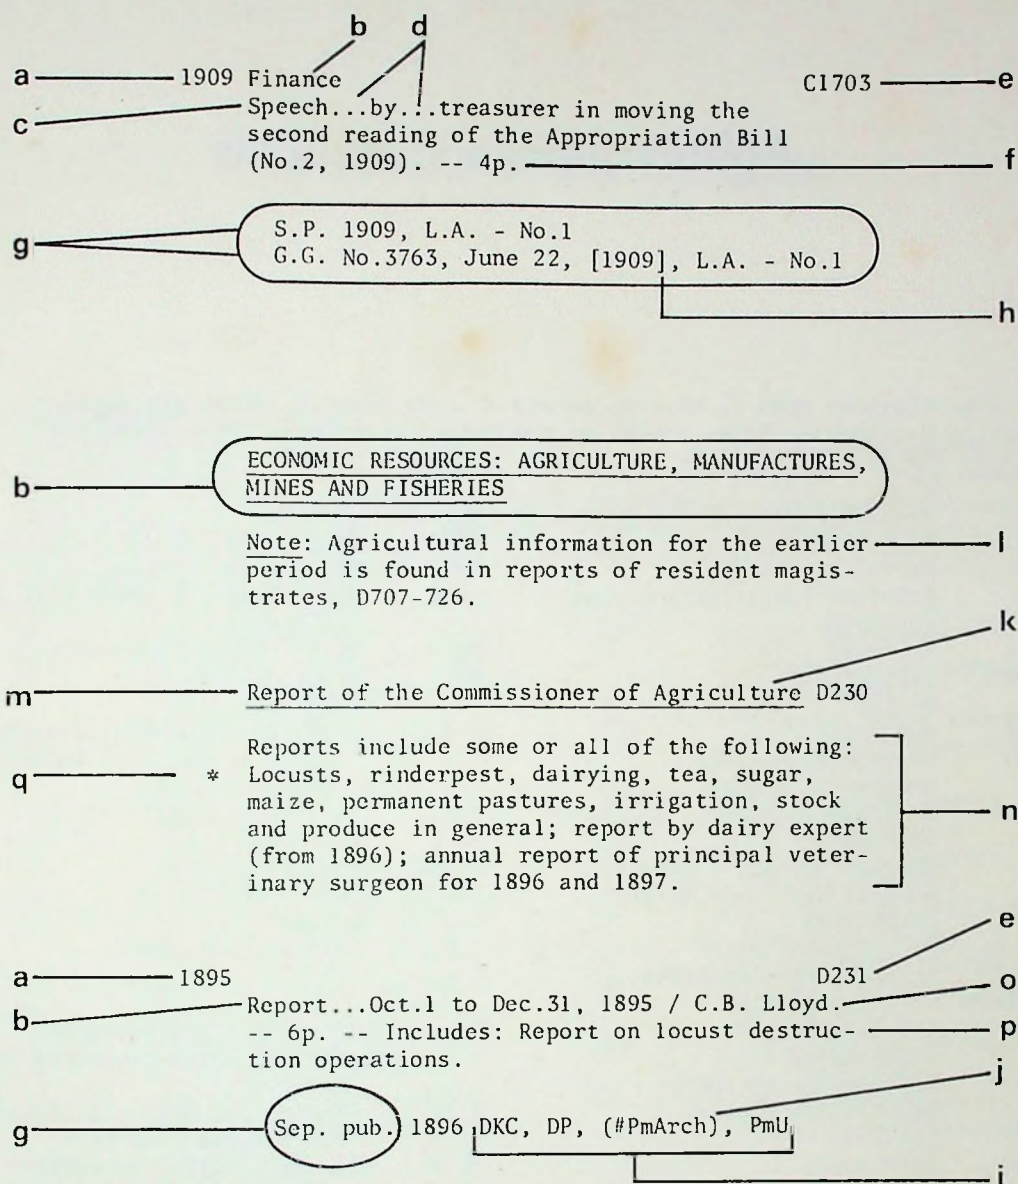 b d
a 1909 Finance C1703 e
c Speech...by...treasurer in moving the
second reading of the Appropriation Bill
(No.2, 1909). -- 4p. f
g S.P. 1909, L.A. - No.1
G.G. No.3763, June 22, [1909], L.A. - No.1
h
b ECONOMIC RESOURCES: AGRICULTURE, MANUFACTURES,
MINES AND FISHERIES
Note: Agricultural information for the earlier l
period is found in reports of resident magis-
trates, D707-726.
k
m Report of the Commissioner of Agriculture D230
Reports include some or all of the following:
q * Locusts, rinderpest, dairying, tea, sugar,
maize, permanent pastures, irrigation, stock
and produce in general; report by dairy expert n
(from 1896); annual report of principal veter-
inary surgeon for 1896 and 1897.
e
a 1895 D231
b Report...Oct.1 to Dec.31, 1895 / C.B. Lloyd. o
-- 6p. -- Includes: Report on locust destruc- p
tion operations.
j
g Sep. pub. 1896 DKC, DP, (#PmArch), PmU
i